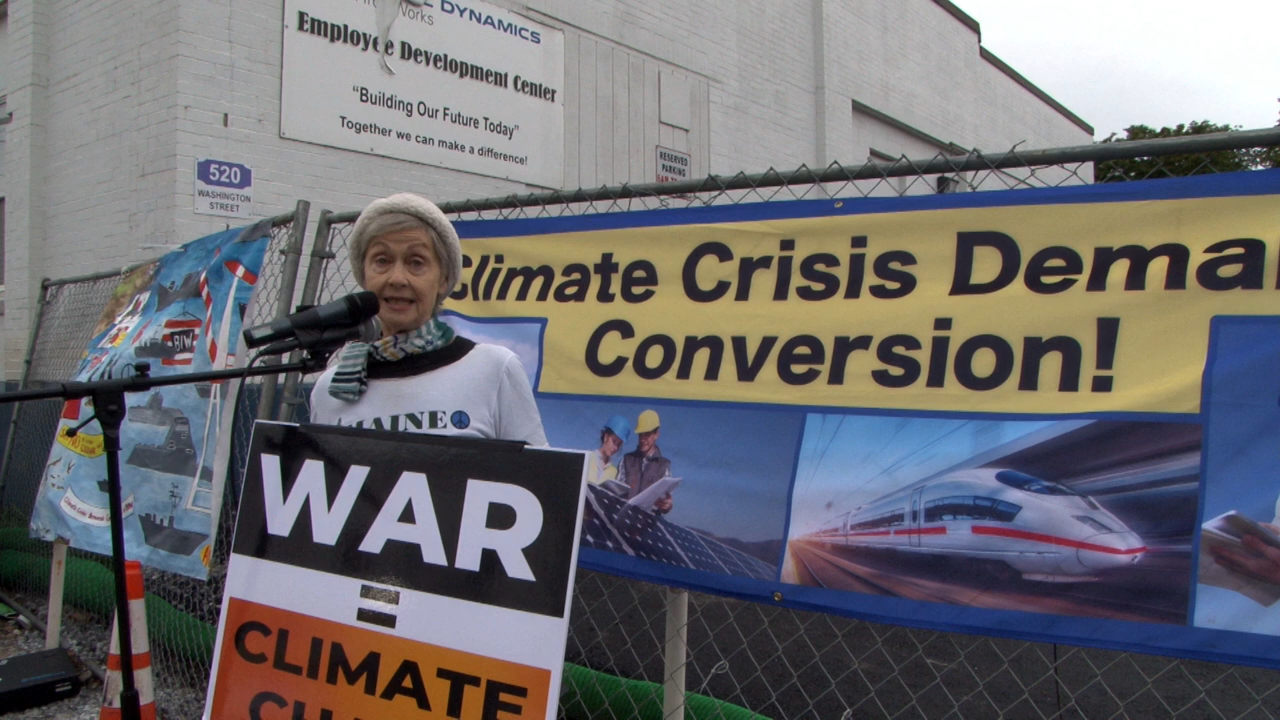 DYNAMICS
Works
Employee Development Center
"Building Our Future Today"
Together we can make a difference!
520
WASHINGTON
STREET
RESERVED
PARKING
Climate Crisis Dema
Conversion!
BIW
MAINE
WAR
=
CLIMATE